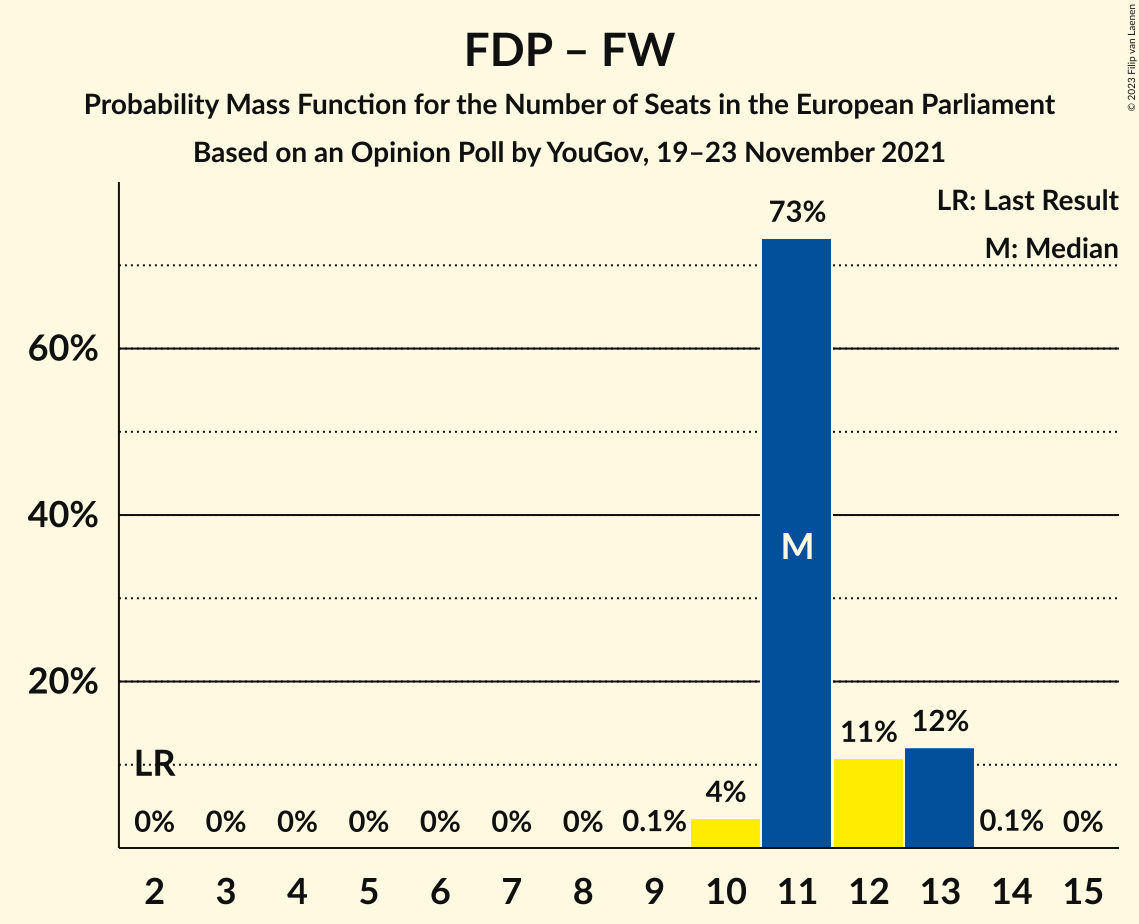 FDP – FW
Probability Mass Function for the Number of Seats in the European Parliament
Based on an Opinion Poll by YouGov, 19–23 November 2021
© 2023 Filip van Laenen
LR: Last Result
M: Median
73%
60%
40%
M
20%
12%
11%
LR
4%
0% 0% 0% 0% 0% 0% 0% 0.1% 0.1% 0%
2 3 4 5 6 7 8 9 10 11 12 13 14 15